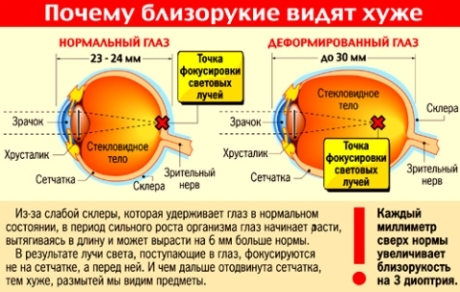 Почему близорукие видят хуже
НОРМАЛЬНЫЙ ГЛАЗ
23 - 24 мм
Точка
фокусировки
световых
лучей
Зрачок
Хрусталик
Стекловидное
тело
Сетчатка
Склера
Зрительный
нерв
ДЕФОРМИРОВАННЫЙ ГЛАЗ
до 30 мм
Стекловидное
тело
Склера
Зрачок
Хрусталик
Точка
фокусировки
световых
лучей
Сетчатка
Зрительный
нерв
Из-за слабой склеры, которая удерживает глаз в нормальном
состоянии, в период сильного роста организма глаз начинает расти,
вытягиваясь в длину и может вырасти на 6 мм больше нормы.
В результате лучи света, поступающие в глаз, фокусируются
не на сетчатке, а перед ней. И чем дальше отодвинута сетчатка,
тем хуже, размытей мы видим предметы.
!
Каждый
миллиметр
сверх нормы
увеличивает
близорукость
на 3 диоптрия.